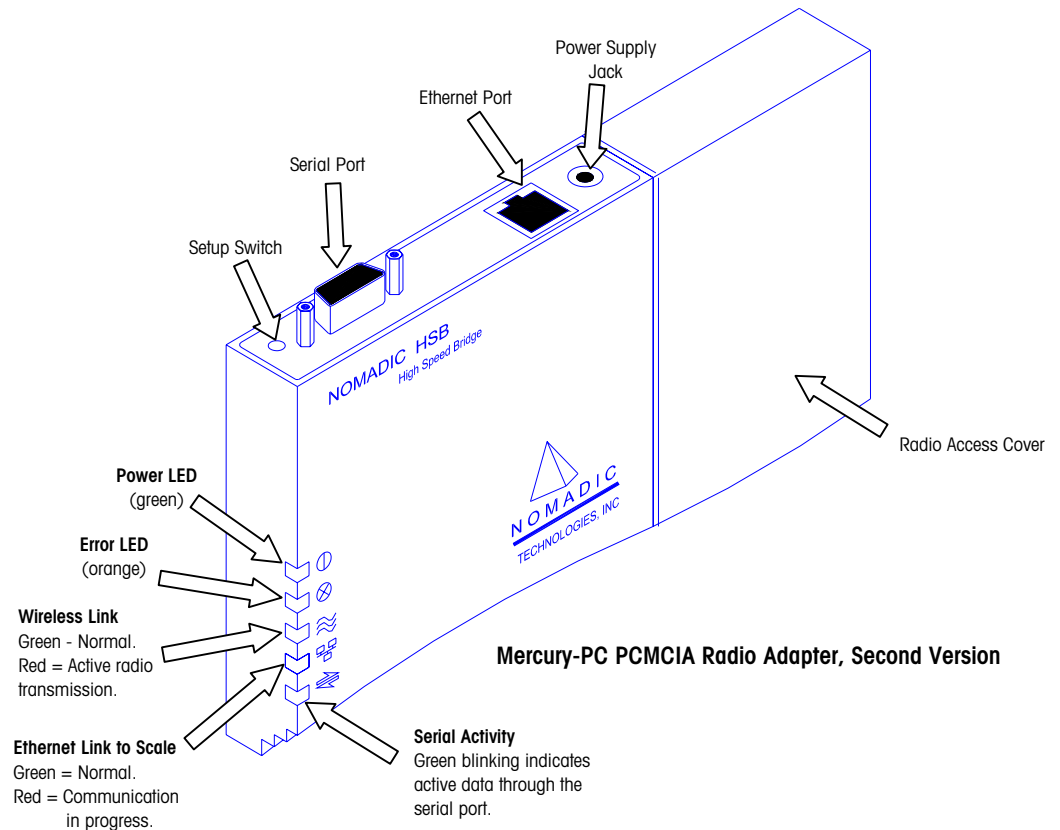 Power Supply
Jack
Ethernet Port
Serial Port
Setup Switch
NOMADIC HSB
High Speed Bridge
Radio Access Cover
NOMADIC
TECHNOLOGIES, INC
Power LED
(green)
Error LED
(orange)
Wireless Link
Green - Normal.
Red = Active radio
transmission.
Mercury-PC PCMCIA Radio Adapter, Second Version
Ethernet Link to Scale
Green = Normal.
Red = Communication
in progress.
Serial Activity
Green blinking indicates
active data through the
serial port.